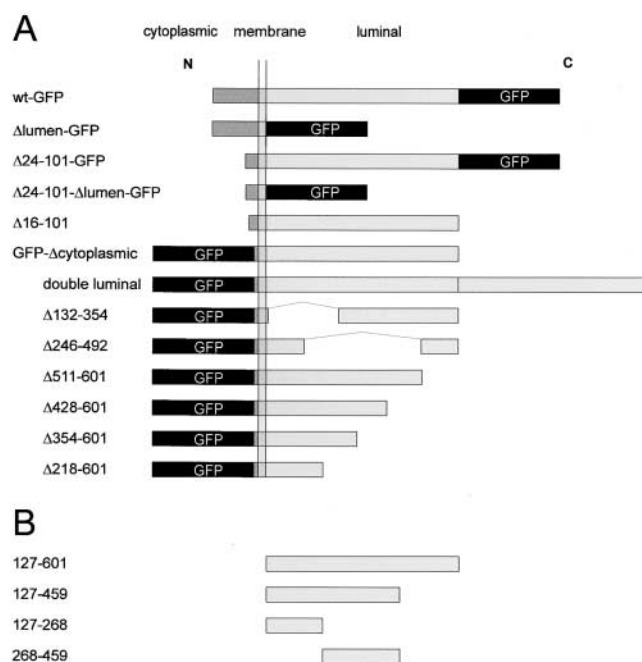 A
cytoplasmic membrane luminal
N C
wt-GFP GFP
Δlumen-GFP GFP
Δ24-101-GFP GFP
Δ24-101-Δlumen-GFP GFP
Δ16-101
GFP-Δcytoplasmic GFP
double luminal GFP
Δ132-354 GFP
Δ246-492 GFP
Δ511-601 GFP
Δ428-601 GFP
Δ354-601 GFP
Δ218-601 GFP
B
127-601
127-459
127-268
268-459